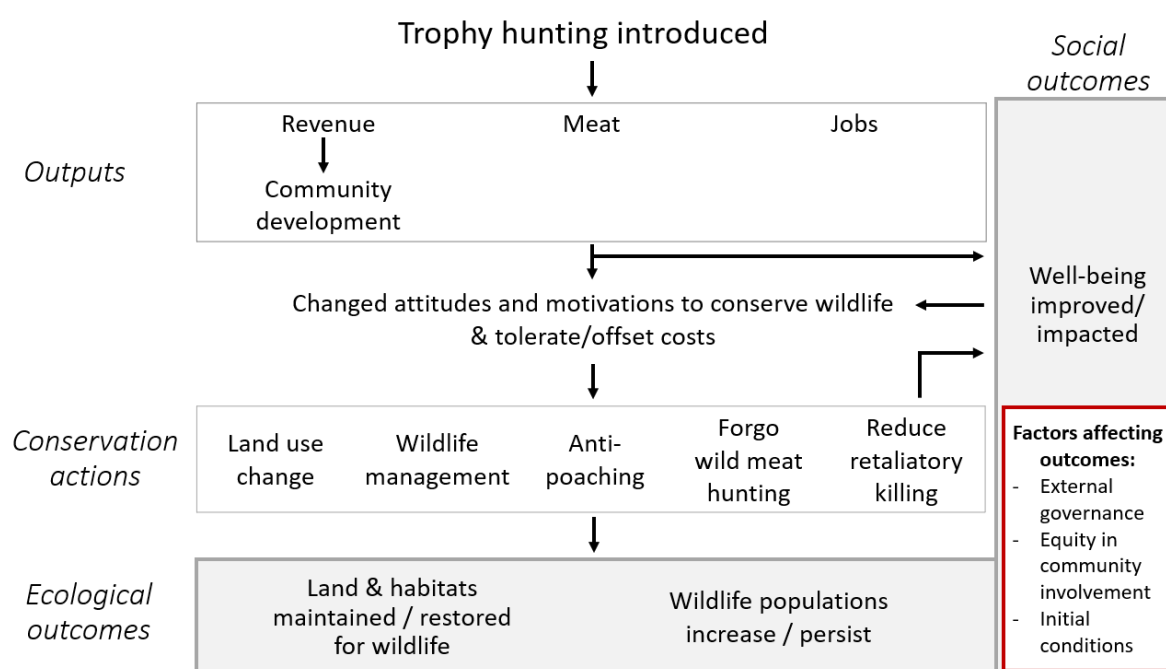 Trophy hunting introduced
Social
outcomes
Outputs
Revenue
Meat
Jobs
Community
development
Changed attitudes and motivations to conserve wildlife
& tolerate/offset costs
Well-being
improved/
impacted
Conservation
actions
Land use
change
Wildlife
management
Anti-
poaching
Forgo
wild meat
hunting
Reduce
retaliatory
killing
Factors affecting
outcomes:
- External
governance
- Equity in
community
involvement
- Initial
conditions
Ecological
outcomes
Land & habitats
maintained / restored
for wildlife
Wildlife populations
increase / persist